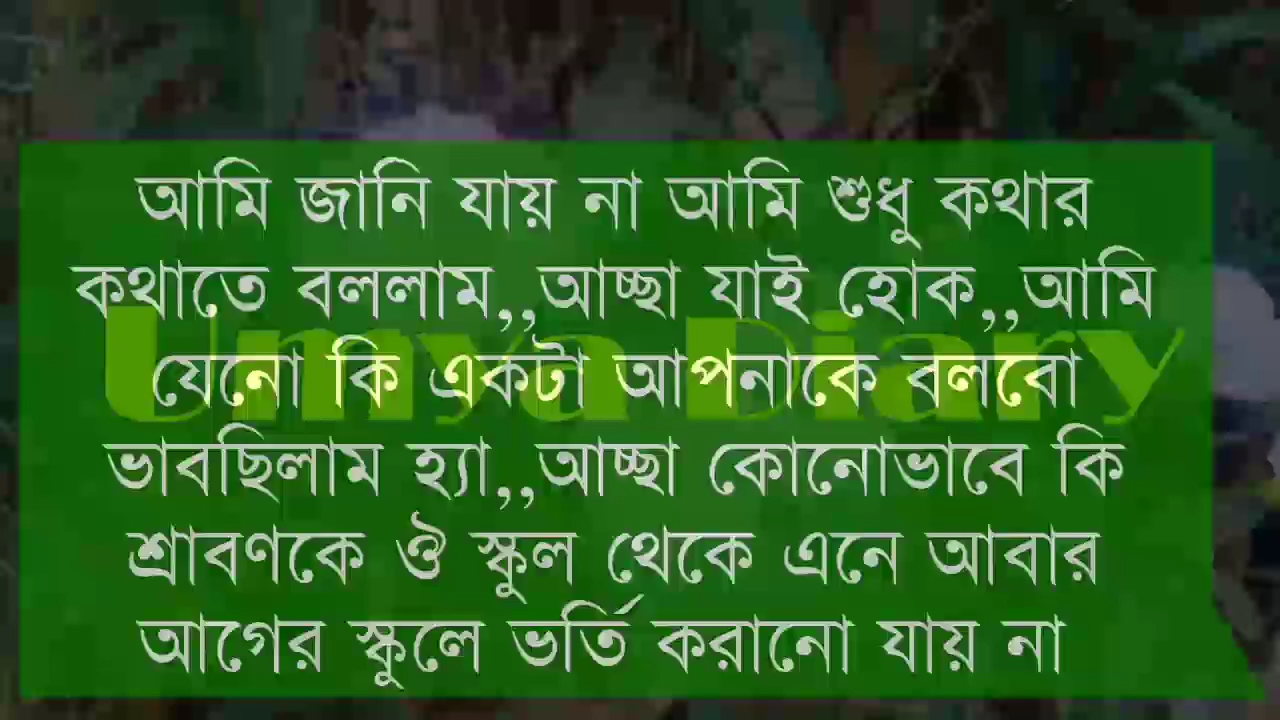 আমি জানি যায় না আমি শুধু কথার
কথাতে বললাম,,আচ্ছা যাই হোক,,আমি
যেনো কি একটা আপনাকে বলবো
Umya Diary
ভাবছিলাম হ্যা,,আচ্ছা কোনোভাবে কি
শ্রাবণকে ঔ স্কুল থেকে এনে আবার
আগের স্কুলে ভর্তি করানো যায় না